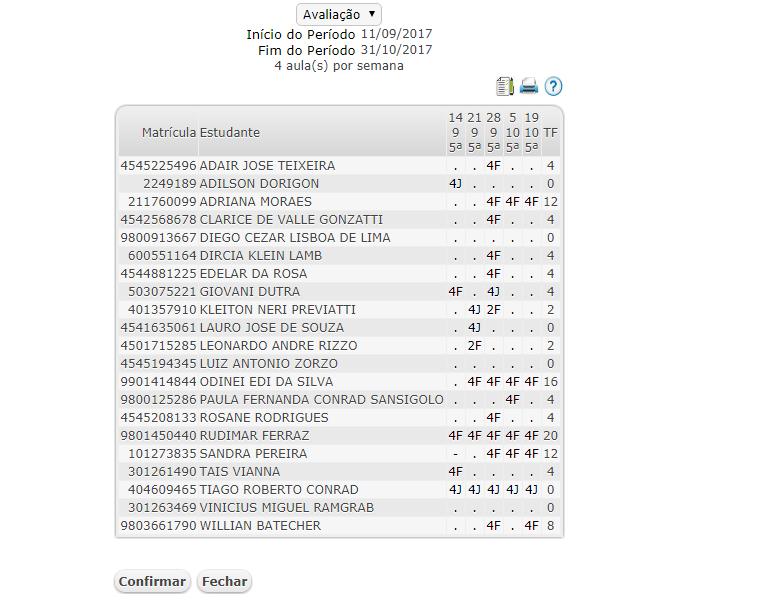 Avaliação ▼
Início do Período 11/09/2017
Fim do Período 31/10/2017
4 aula(s) por semana
14 21 28 5 19
Matrícula Estudante 9 9 9 10 10 TF
5ª 5ª 5ª 5ª 5ª
4545225496 ADAIR JOSE TEIXEIRA . . 4F . . 4
2249189 ADILSON DORIGON 4J . . . . 0
211760099 ADRIANA MORAES . . 4F 4F 4F 12
4542568678 CLARICE DE VALLE GONZATTI . . 4F . . 4
9800913667 DIEGO CEZAR LISBOA DE LIMA . . . . . 0
600551164 DIRCIA KLEIN LAMB . . 4F . . 4
4544881225 EDELAR DA ROSA . . 4F . . 4
503075221 GIOVANI DUTRA 4F . 4J . . 4
401357910 KLEITON NERI PREVIATTI . 4J 2F . . 2
4541635061 LAURO JOSE DE SOUZA . 4J . . . 0
4501715285 LEONARDO ANDRE RIZZO . 2F . . . 2
4545194345 LUIZ ANTONIO ZORZO . . . . . 0
9901414844 ODINEI EDI DA SILVA . 4F 4F 4F 4F 16
9800125286 PAULA FERNANDA CONRAD SANSIGOLO . . . 4F . 4
4545208133 ROSANE RODRIGUES . . 4F . . 4
9801450440 RUDIMAR FERRAZ 4F 4F 4F 4F 4F 20
101273835 SANDRA PEREIRA - . 4F 4F 4F 12
301261490 TAIS VIANNA 4F . . . . 4
404609465 TIAGO ROBERTO CONRAD 4J 4J 4J 4J 4J 0
301263469 VINICIUS MIGUEL RAMGRAB . . . . . 0
9803661790 WILLIAN BATECHER . . 4F . 4F 8
Confirmar Fechar